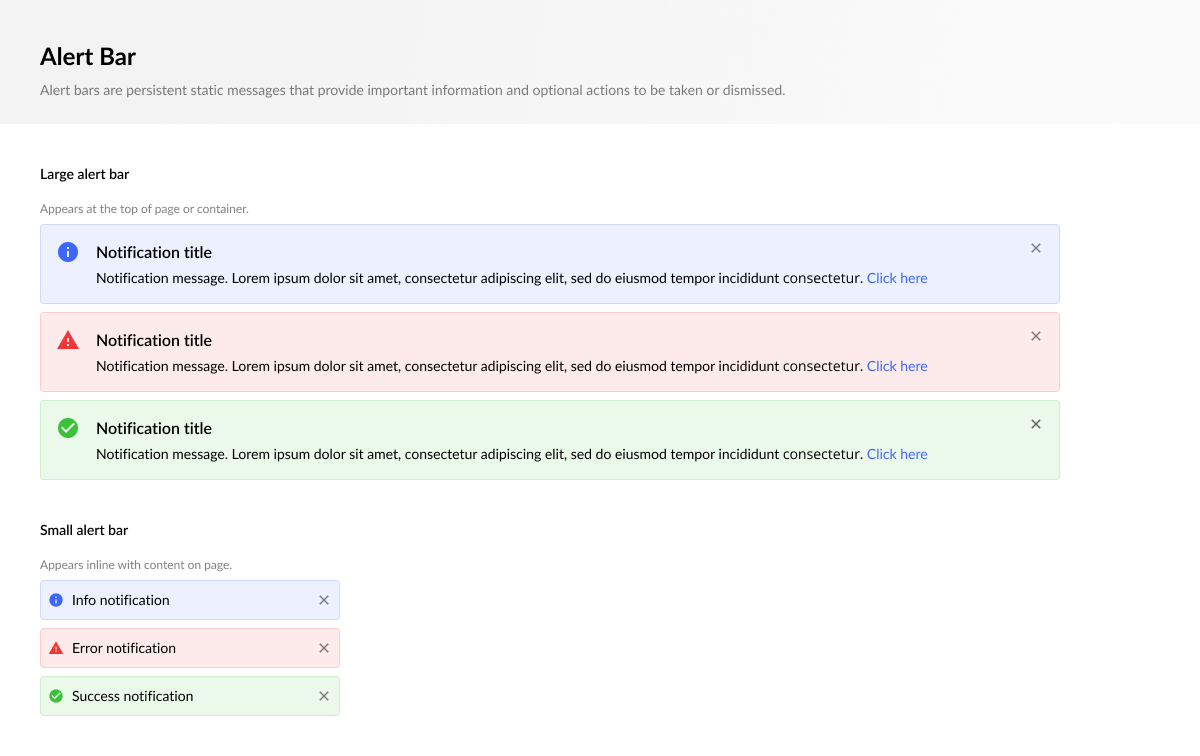 Alert Bar
Alert bars are persistent static messages that provide important information and optional actions to be taken or dismissed.
Large alert bar
Appears at the top of page or container.
Notification title
Notification message. Lorem ipsum dolor sit amet, consectetur adipiscing elit, sed do eiusmod tempor incididunt consectetur. Click here
Notification title
Notification message. Lorem ipsum dolor sit amet, consectetur adipiscing elit, sed do eiusmod tempor incididunt consectetur. Click here
Notification title
Notification message. Lorem ipsum dolor sit amet, consectetur adipiscing elit, sed do eiusmod tempor incididunt consectetur. Click here
Small alert bar
Appears inline with content on page.
Info notification
Error notification
Success notification